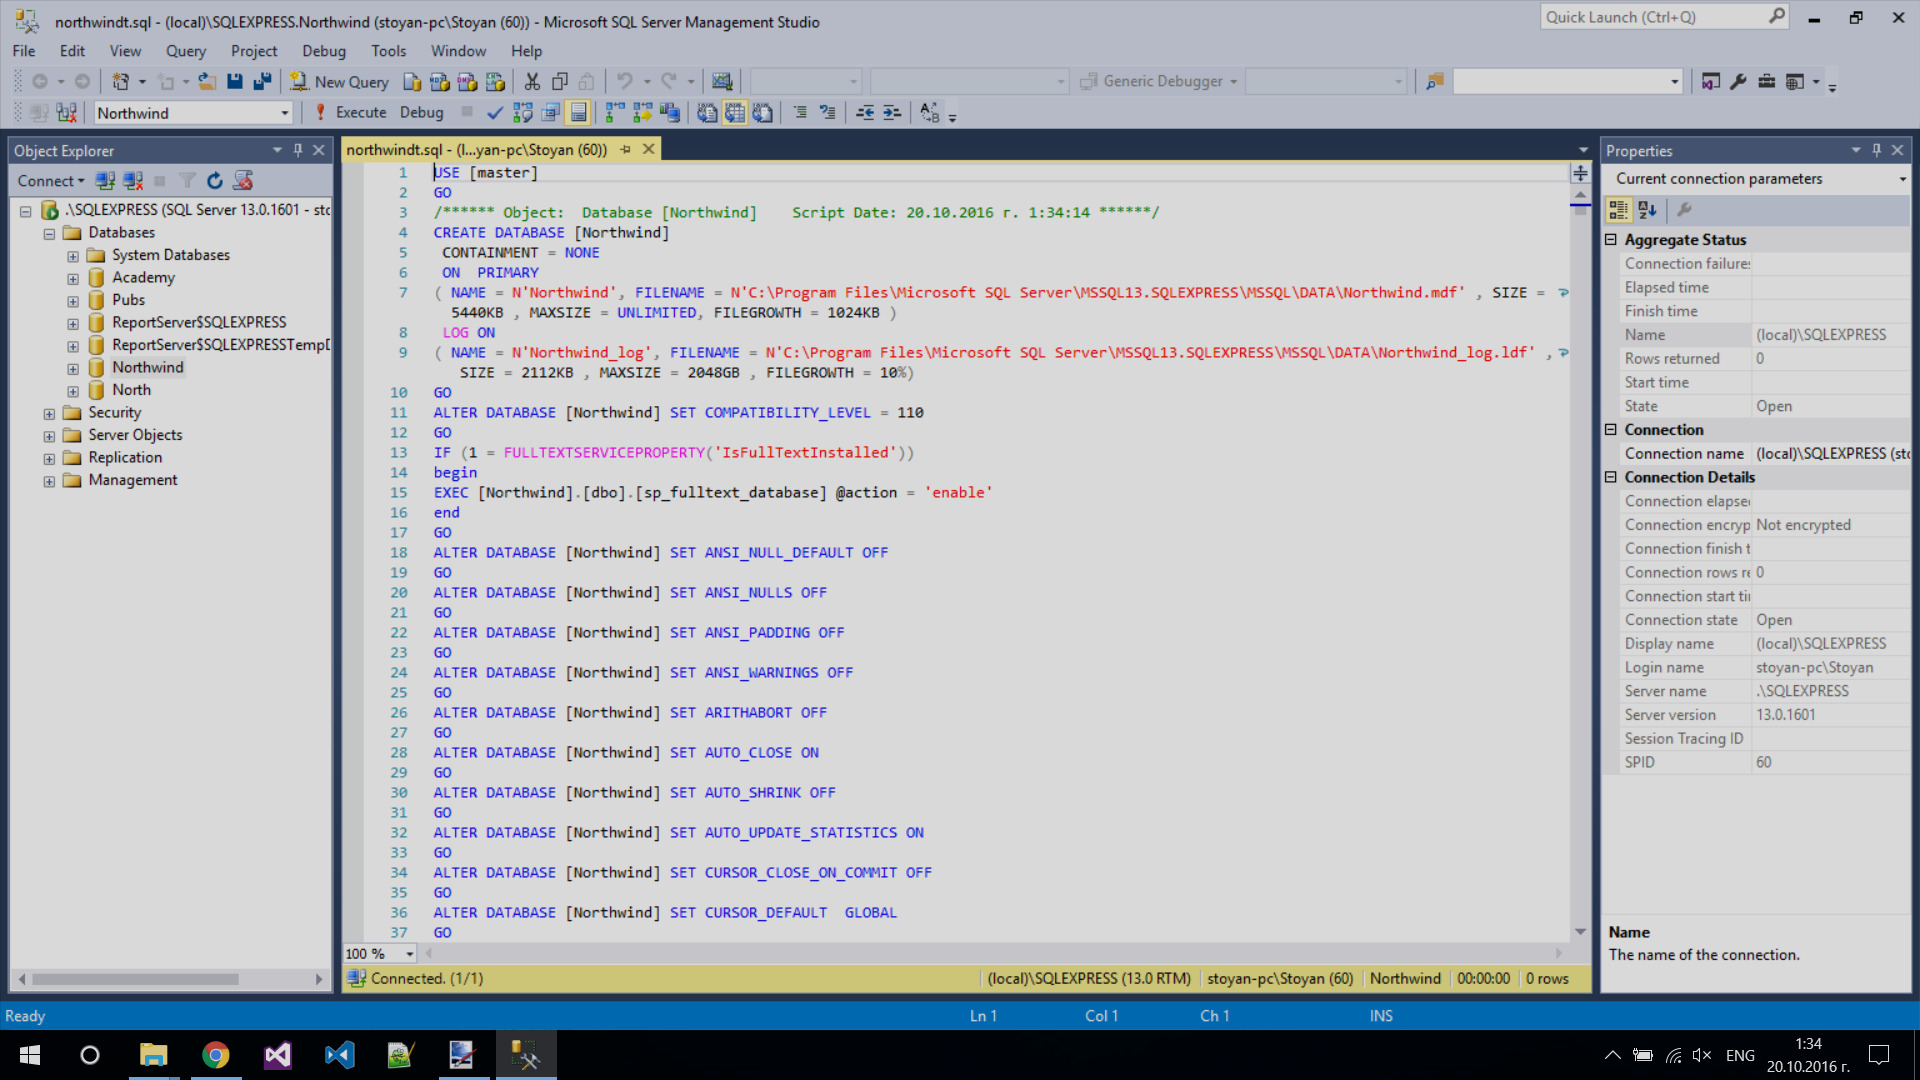 northwindt.sql - (local)\SQLEXPRESS.Northwind (stoyan-pc\Stoyan (60)) - Microsoft SQL Server Management Studio
Quick Launch (Ctrl+Q)
File Edit View Query Project Debug Tools Window Help
New Query
Generic Debugger
Northwind
Execute Debug
Object Explorer
Connect
.\SQLEXPRESS (SQL Server 13.0.1601 - sto
Databases
System Databases
Academy
Pubs
ReportServer$SQLEXPRESS
ReportServer$SQLEXPRESSTempD
Northwind
North
Security
Server Objects
Replication
Management
northwindt.sql - (l...yan-pc\Stoyan (60))
1 USE [master]
2 GO
3 /****** Object:  Database [Northwind]    Script Date: 20.10.2016 г. 1:34:14 ******/
4 CREATE DATABASE [Northwind]
5 CONTAINMENT = NONE
6 ON  PRIMARY
7 ( NAME = N'Northwind', FILENAME = N'C:\Program Files\Microsoft SQL Server\MSSQL13.SQLEXPRESS\MSSQL\DATA\Northwind.mdf' , SIZE =
5440KB , MAXSIZE = UNLIMITED, FILEGROWTH = 1024KB )
8 LOG ON
9 ( NAME = N'Northwind_log', FILENAME = N'C:\Program Files\Microsoft SQL Server\MSSQL13.SQLEXPRESS\MSSQL\DATA\Northwind_log.ldf' ,
SIZE = 2112KB , MAXSIZE = 2048GB , FILEGROWTH = 10%)
10 GO
11 ALTER DATABASE [Northwind] SET COMPATIBILITY_LEVEL = 110
12 GO
13 IF (1 = FULLTEXTSERVICEPROPERTY('IsFullTextInstalled'))
14 begin
15 EXEC [Northwind].[dbo].[sp_fulltext_database] @action = 'enable'
16 end
17 GO
18 ALTER DATABASE [Northwind] SET ANSI_NULL_DEFAULT OFF
19 GO
20 ALTER DATABASE [Northwind] SET ANSI_NULLS OFF
21 GO
22 ALTER DATABASE [Northwind] SET ANSI_PADDING OFF
23 GO
24 ALTER DATABASE [Northwind] SET ANSI_WARNINGS OFF
25 GO
26 ALTER DATABASE [Northwind] SET ARITHABORT OFF
27 GO
28 ALTER DATABASE [Northwind] SET AUTO_CLOSE ON
29 GO
30 ALTER DATABASE [Northwind] SET AUTO_SHRINK OFF
31 GO
32 ALTER DATABASE [Northwind] SET AUTO_UPDATE_STATISTICS ON
33 GO
34 ALTER DATABASE [Northwind] SET CURSOR_CLOSE_ON_COMMIT OFF
35 GO
36 ALTER DATABASE [Northwind] SET CURSOR_DEFAULT  GLOBAL
37 GO
100 %
Connected. (1/1)
(local)\SQLEXPRESS (13.0 RTM) stoyan-pc\Stoyan (60) Northwind 00:00:00 0 rows
Properties
Current connection parameters
Aggregate Status
Connection failures
Elapsed time
Finish time
Name (local)\SQLEXPRESS
Rows returned 0
Start time
State Open
Connection
Connection name (local)\SQLEXPRESS (sto
Connection Details
Connection elapsed
Connection encryp Not encrypted
Connection finish t
Connection rows re 0
Connection start tir
Connection state Open
Display name (local)\SQLEXPRESS
Login name stoyan-pc\Stoyan
Server name .\SQLEXPRESS
Server version 13.0.1601
Session Tracing ID
SPID 60
Name
The name of the connection.
Ready
Ln 1 Col 1 Ch 1 INS
ENG
1:34
20.10.2016 г.